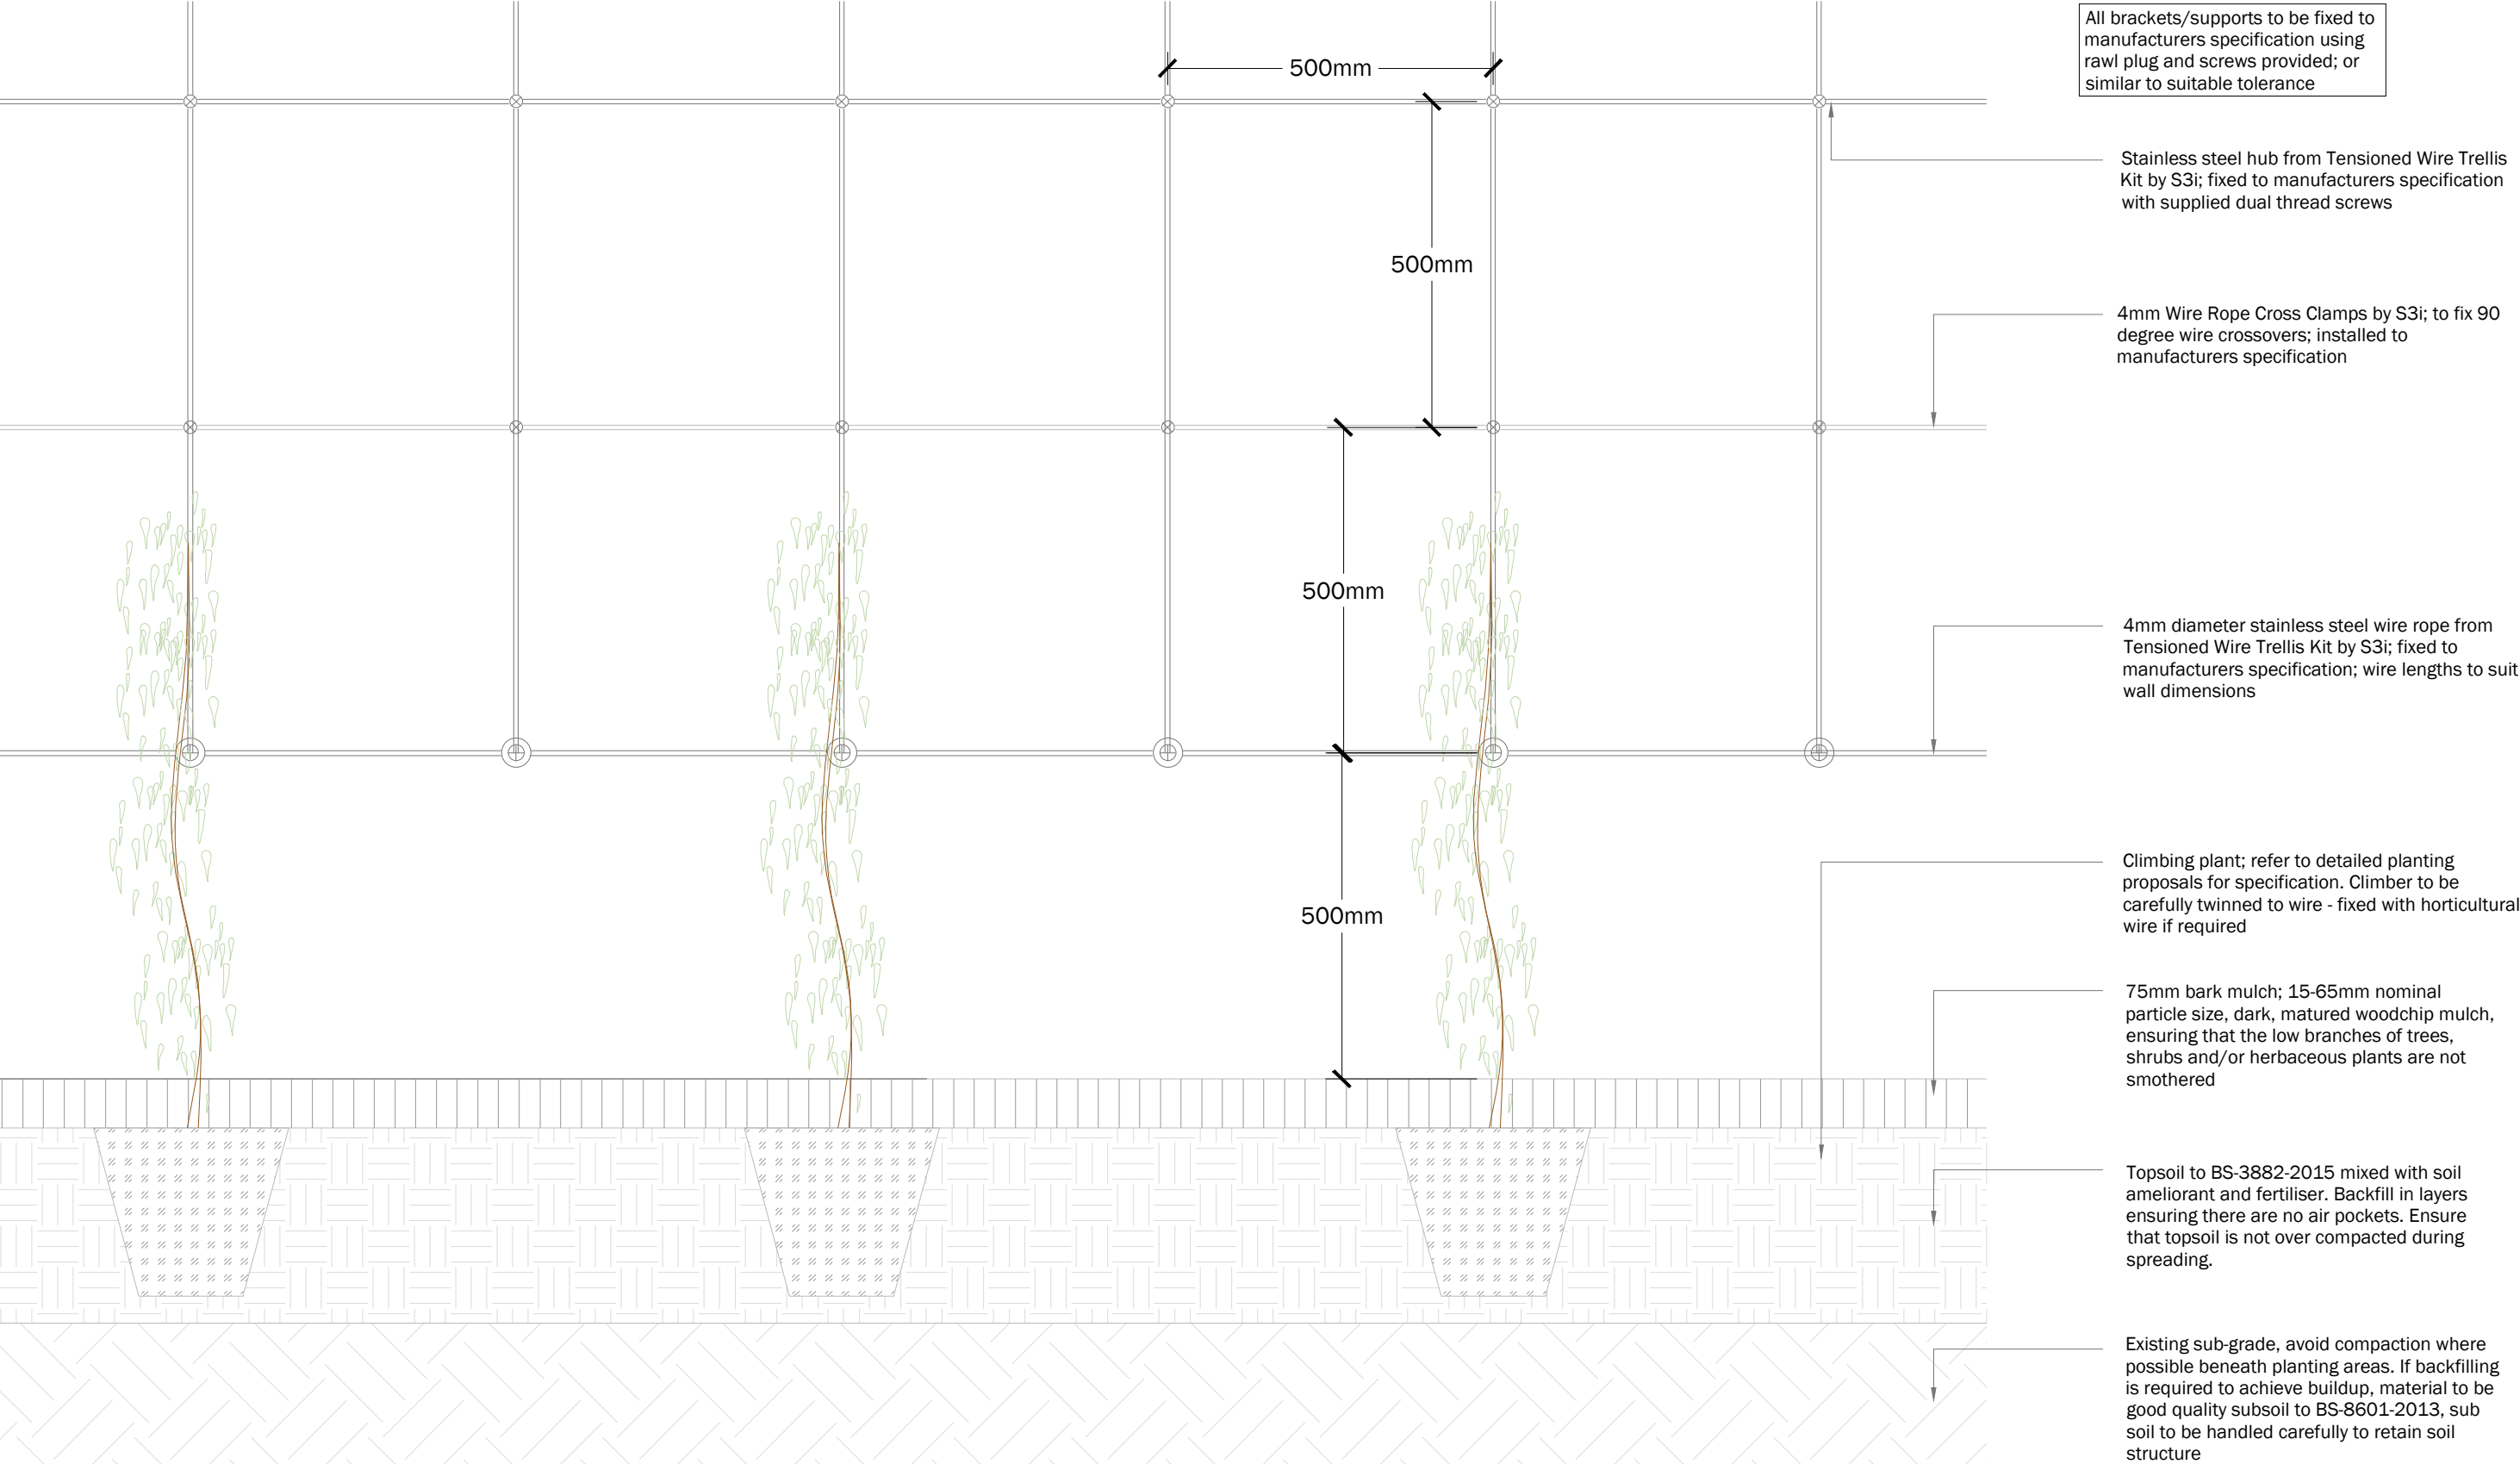 All brackets/supports to be fixed to
manufacturers specification using
rawl plug and screws provided; or
similar to suitable tolerance
500mm
Stainless steel hub from Tensioned Wire Trellis
Kit by S3i; fixed to manufacturers specification
with supplied dual thread screws
500mm
4mm Wire Rope Cross Clamps by S3i; to fix 90
degree wire crossovers; installed to
manufacturers specification
500mm
4mm diameter stainless steel wire rope from
Tensioned Wire Trellis Kit by S3i; fixed to
manufacturers specification; wire lengths to suit
wall dimensions
500mm
Climbing plant; refer to detailed planting
proposals for specification. Climber to be
carefully twinned to wire - fixed with horticultural
wire if required
75mm bark mulch; 15-65mm nominal
particle size, dark, matured woodchip mulch,
ensuring that the low branches of trees,
shrubs and/or herbaceous plants are not
smothered
Topsoil to BS-3882-2015 mixed with soil
ameliorant and fertiliser. Backfill in layers
ensuring there are no air pockets. Ensure
that topsoil is not over compacted during
spreading.
Existing sub-grade, avoid compaction where
possible beneath planting areas. If backfilling
is required to achieve buildup, material to be
good quality subsoil to BS-8601-2013, sub
soil to be handled carefully to retain soil
structure